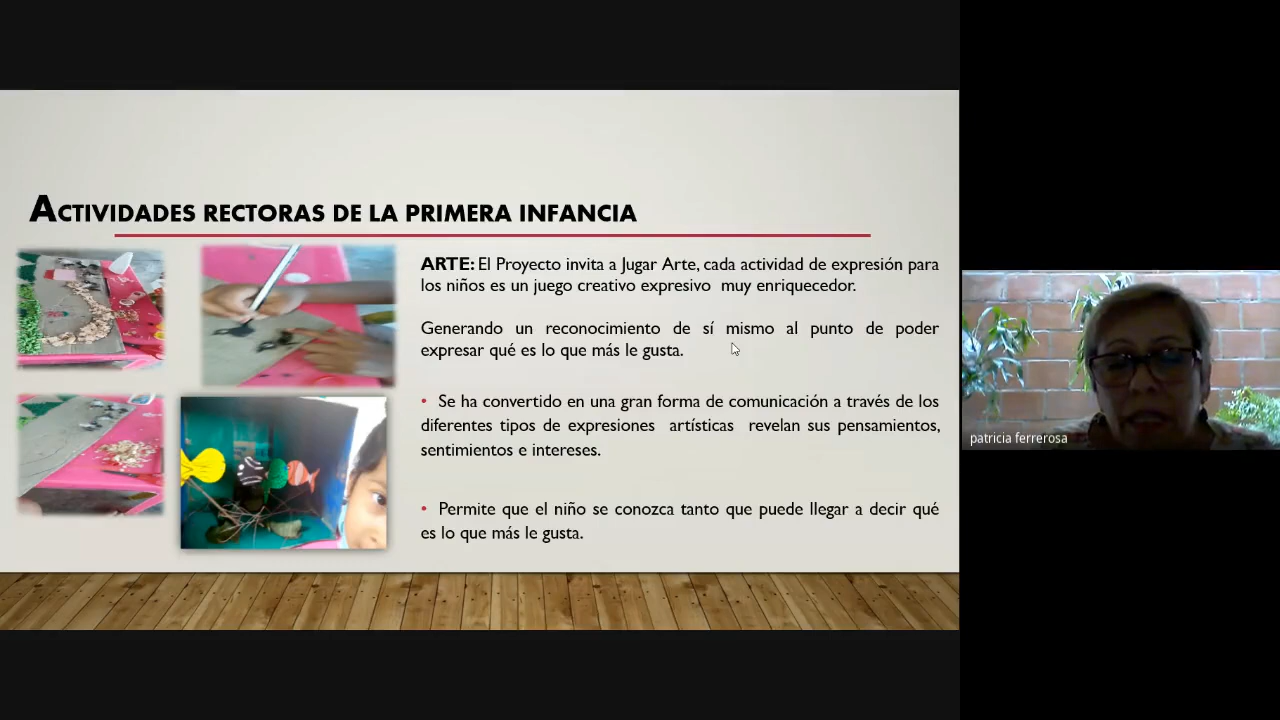 ACTIVIDADES RECTORAS DE LA PRIMERA INFANCIA
ARTE: El Proyecto invita a Jugar Arte, cada actividad de expresión para
los niños es un juego creativo expresivo muy enriquecedor.
Generando un reconocimiento de sí mismo al punto de poder
expresar qué es lo que más le gusta.
• Se ha convertido en una gran forma de comunicación a través de los
diferentes tipos de expresiones artísticas revelan sus pensamientos,
sentimientos e intereses.
• Permite que el niño se conozca tanto que puede llegar a decir qué
es lo que más le gusta.
patricia ferrerosa